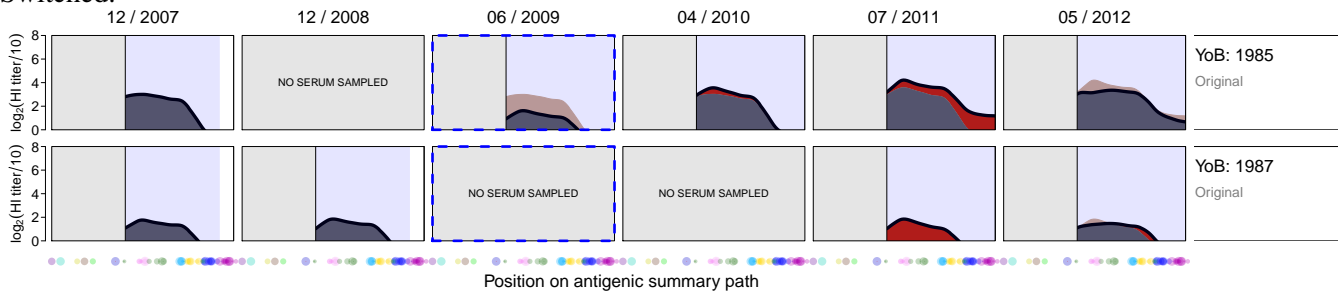 Switched.
12 / 2007 12 / 2008 06 / 2009 04 / 2010 07 / 2011 05 / 2012
log2(HI titer/10)
8
6
4
2
0
NO SERUM SAMPLED
YoB: 1985
Original
log2(HI titer/10)
8
6
4
2
0
NO SERUM SAMPLED
NO SERUM SAMPLED
YoB: 1987
Original
Position on antigenic summary path